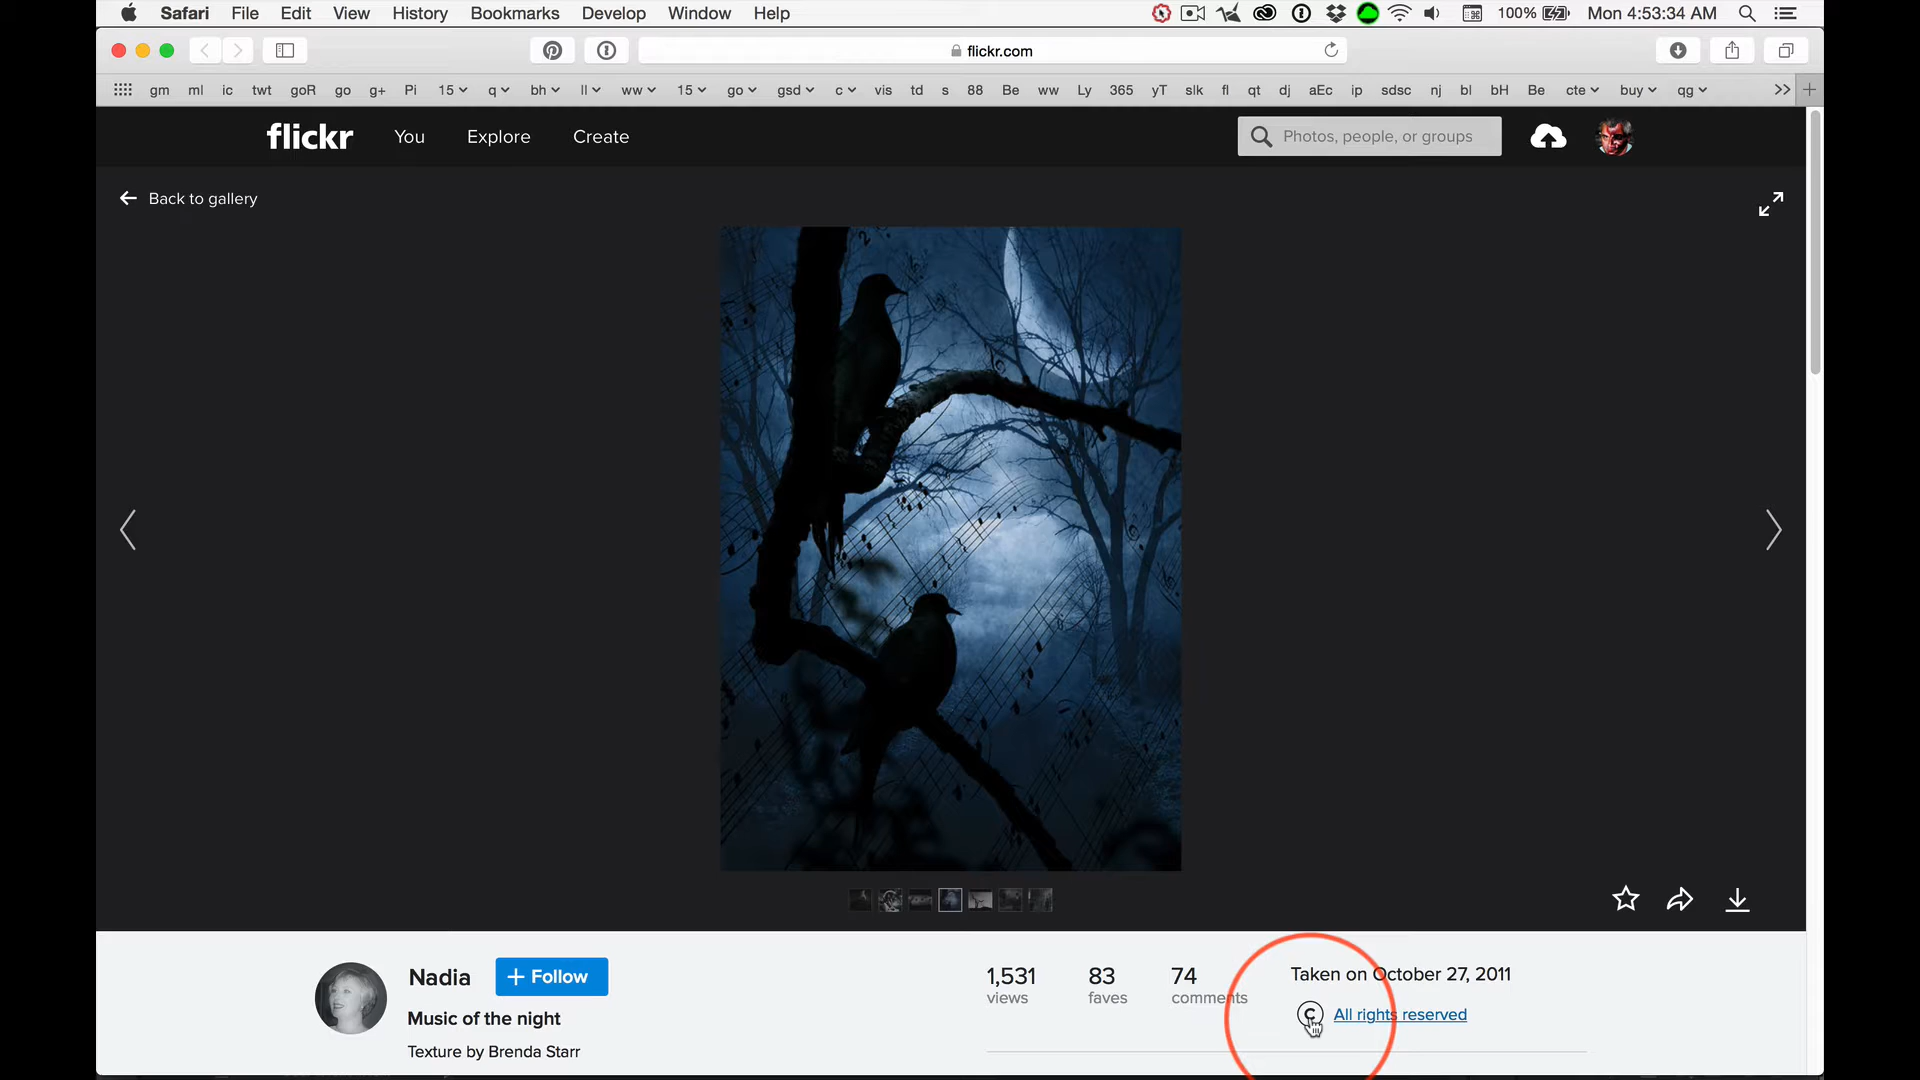 Safari File Edit View History Bookmarks Develop Window Help 100% Mon 4:53:34 AM
flickr.com
gm ml ic twt goR go g+ Pi 15 q bh ll ww 15 go gsd c vis td s 88 Be ww Ly 365 yT slk fl qt dj aEc ip sdsc nj bl bH Be cte buy qg >>
flickr You Explore Create Photos, people, or groups
Back to gallery
Nadia + Follow
Music of the night
Texture by Brenda Starr
1,531 83 74
views faves comments
Taken on October 27, 2011
C All rights reserved